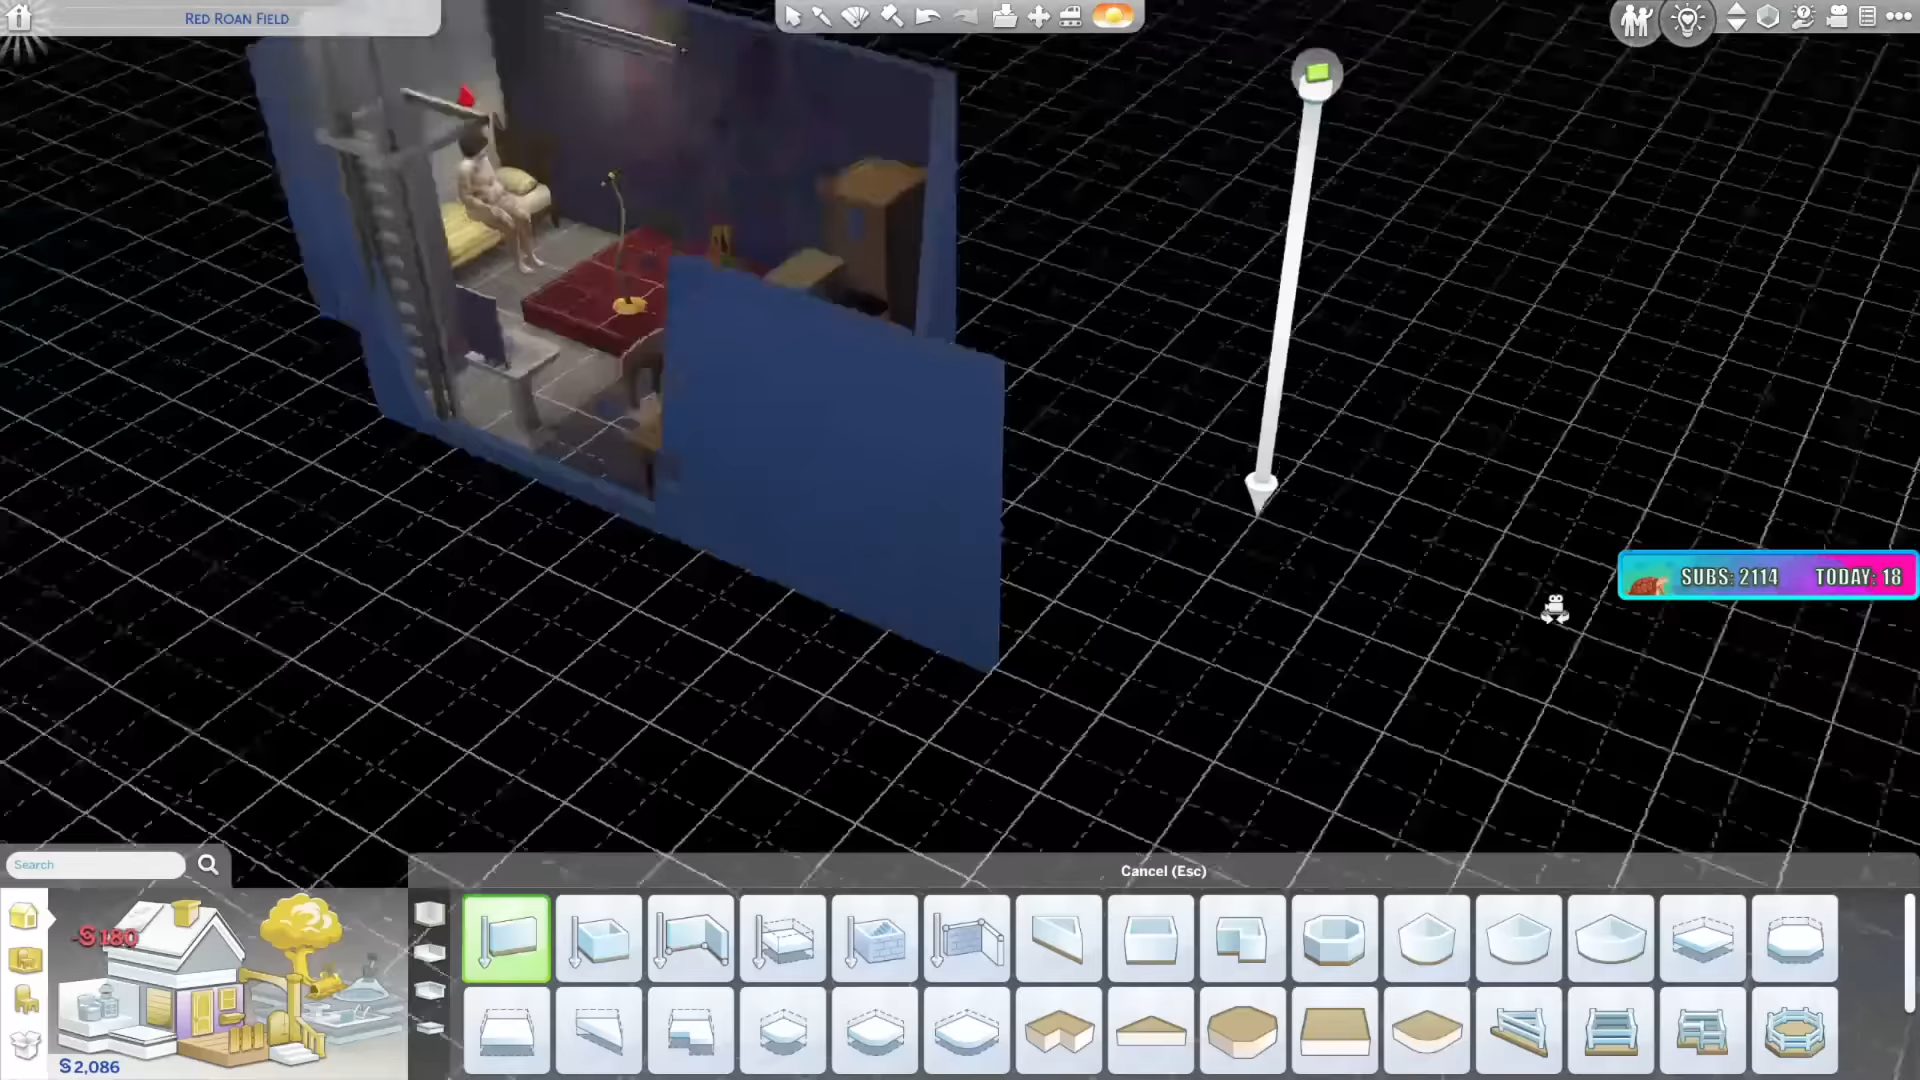 RED ROAN FIELD
SUBS: 2114 TODAY: 18
Search
Cancel (Esc)
-§180
§2,086